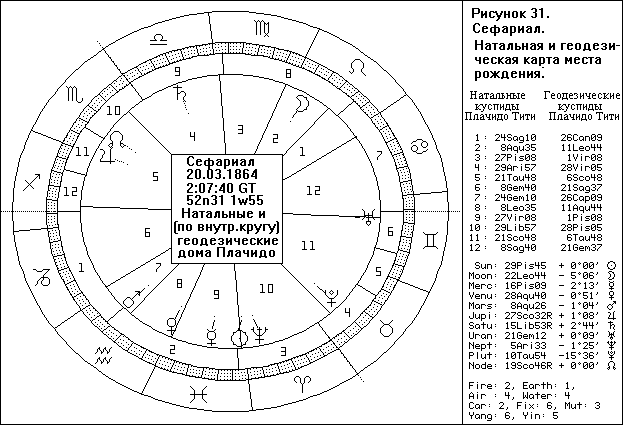 Рисунок 31.
Сефариал.
Натальная и геодези-
ческая карта места
рождения.
Натальные Геодезические
куспиды куспиды
Плачидо Тити Плачидо Тити
1: 24Sag10 26Can09
2: 8Aqu35 11Leo44
3: 27Pis08 1Vir08
4: 29Ari57 28Vir05
5: 21Tau48 6Sco48
6: 8Gem40 21Sag37
7: 24Gem10 26Cap09
8: 8Leo35 11Aqu44
9: 27Vir08 1Pis08
10: 29Lib57 28Pis05
11: 21Sco48 6Tau48
12: 8Sag40 21Gem37
Sun: 29Pis45 + 0°00' ☉
Moon: 22Leo44 - 5°06' ☽
Merc: 16Pis09 - 2°13' ☿
Venu: 28Aqu40 - 0°51' ♀
Mars: 8Aqu26 - 1°04' ♂
Jupi: 27Sco32R + 1°08' ♃
Satu: 15Lib53R + 2°44' ♄
Uran: 21Gem12 + 0°09' ♅
Nept: 5Ari33 - 1°25' ♆
Plut: 10Tau54 -15°36' ♇
Node: 19Sco46R + 0°00' ☊
Fire: 2, Earth: 1,
Air : 4, Water: 4
Car: 2, Fix: 6, Mut: 3
Yang: 6, Yin: 5
Сефариал
20.03.1864
2:07:40 GT
52n31 1w55
Натальные и
(по внутр.кругу)
геодезические
дома Плачидо
9
8
10
11
12
1
2
3
4
5
6
7
1
2
3
4
5
6
7
8
9
10
11
12